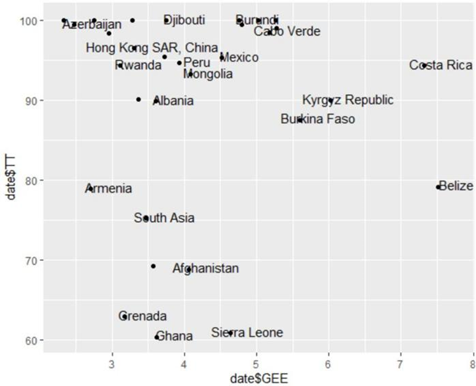 100
Azerbaijan
Djibouti
Burundi
Cabo Verde
Hong Kong SAR, China
Mexico
Rwanda
Peru
Costa Rica
Mongolia
90
Albania
Kyrgyz Republic
Burkina Faso
date$TT
80
Armenia
Belize
South Asia
70
Afghanistan
Grenada
60
Ghana
Sierra Leone
3 4 5 6 7 8
date$GEE